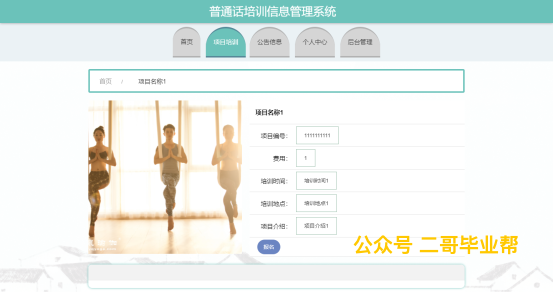 普通话培训信息管理系统
首页 项目培训 公告信息 个人中心 后台管理
首页 / 项目名称1
项目名称1
项目编号: 1111111111
费用: 1
培训时间: 培训时间1
培训地点: 培训地点1
项目介绍: 项目介绍1
报名
公众号 二哥毕业帮